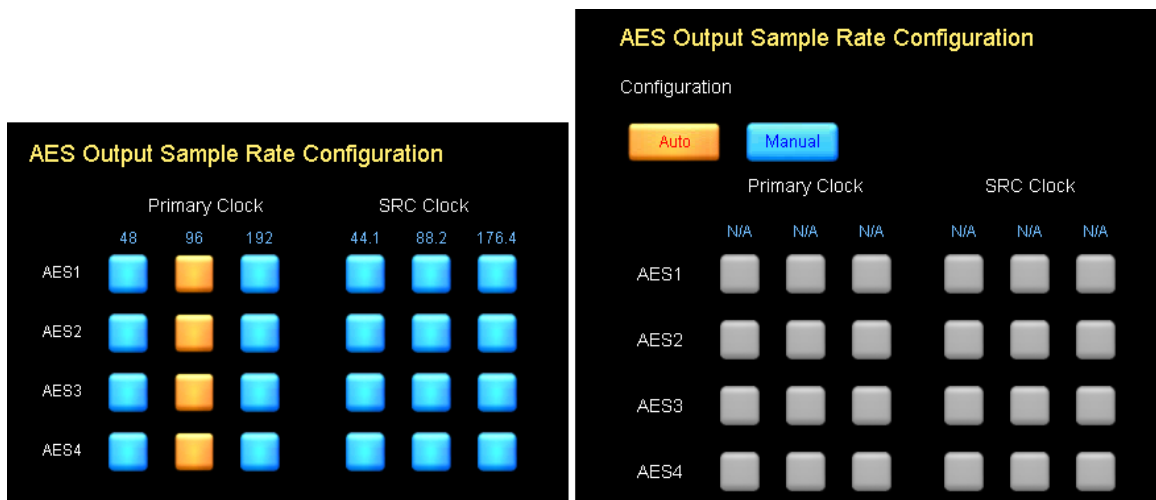 AES Output Sample Rate Configuration
Primary Clock SRC Clock
48 96 192 44.1 88.2 176.4
AES1
AES2
AES3
AES4
AES Output Sample Rate Configuration
Configuration
Auto Manual
Primary Clock SRC Clock
N/A N/A N/A N/A N/A N/A
AES1
AES2
AES3
AES4